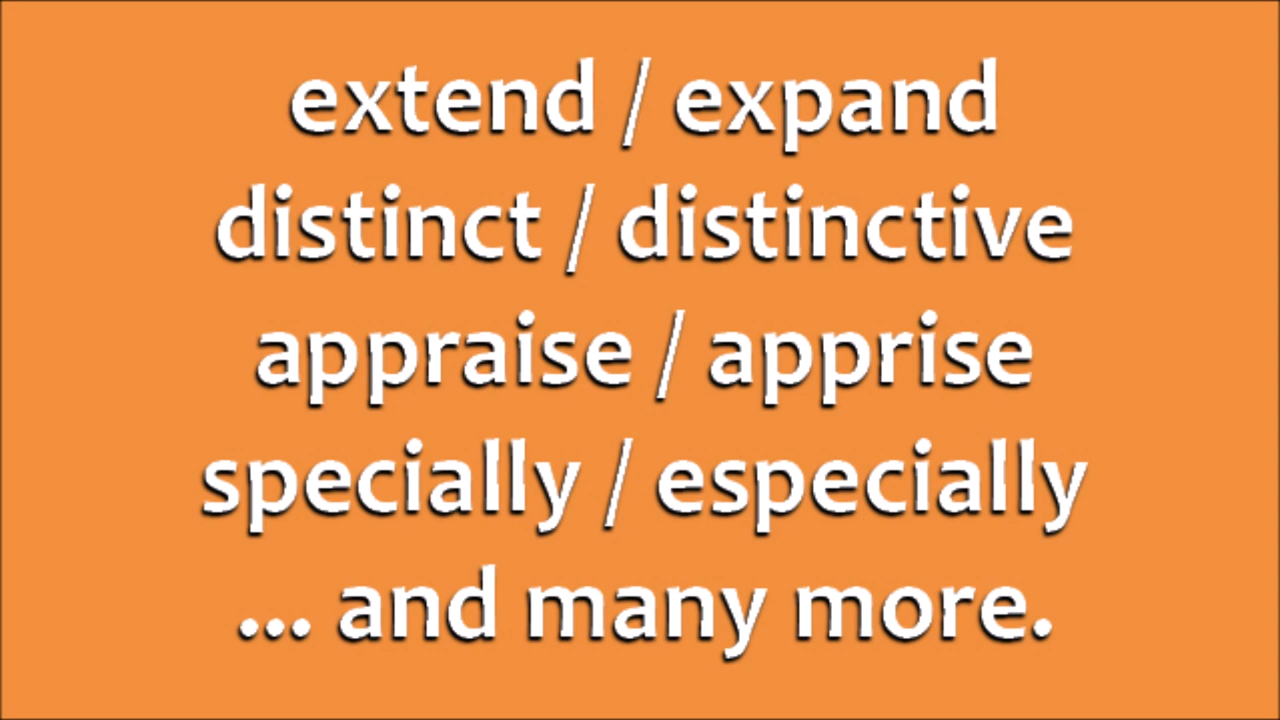 extend / expand
distinct / distinctive
appraise / apprise
specially / especially
... and many more.